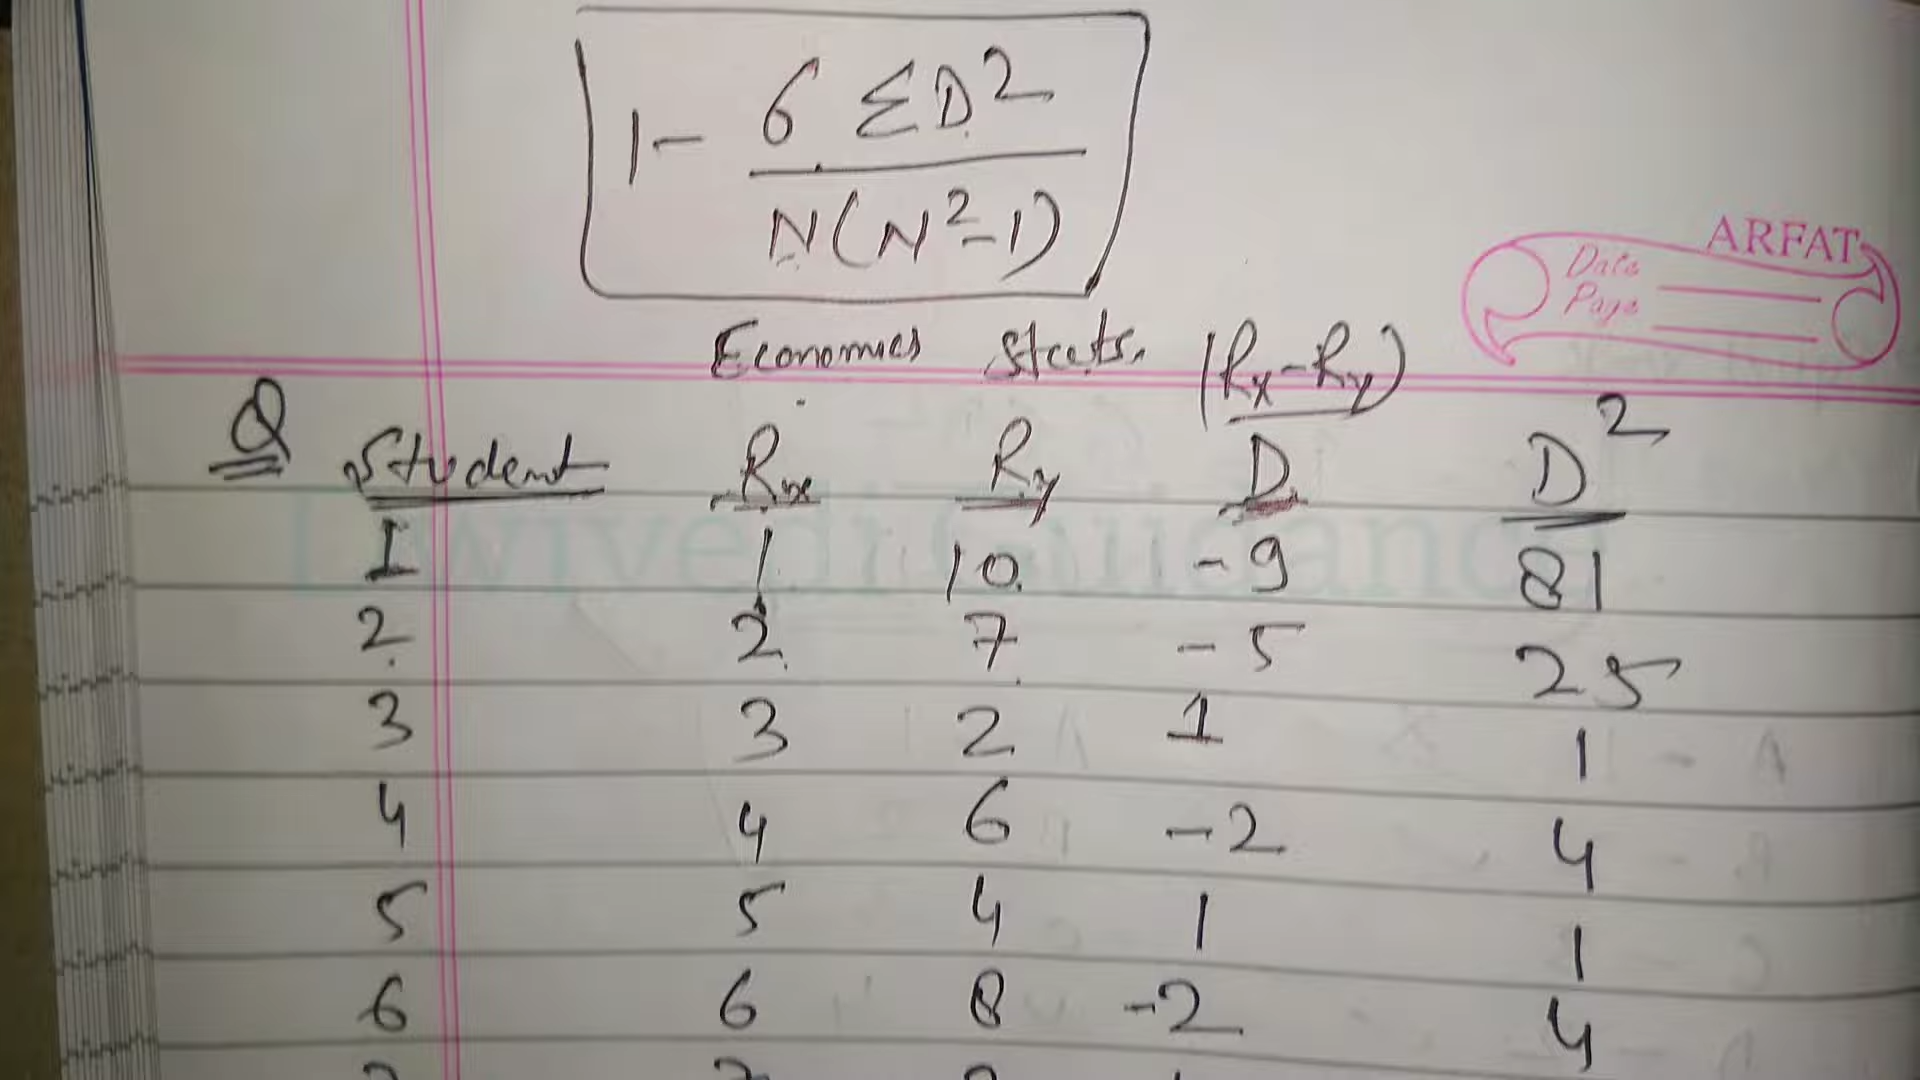 1 - 6 ΣD²
N(N²-1)
ARFAT
Date
Page
Economics Stats. (Rx-Ry)
Q Student Rx Ry D D²
1 1 10 -9 81
2 2 7 -5 25
3 3 2 1 1
4 4 6 -2 4
5 5 4 1 1
6 6 8 -2 4